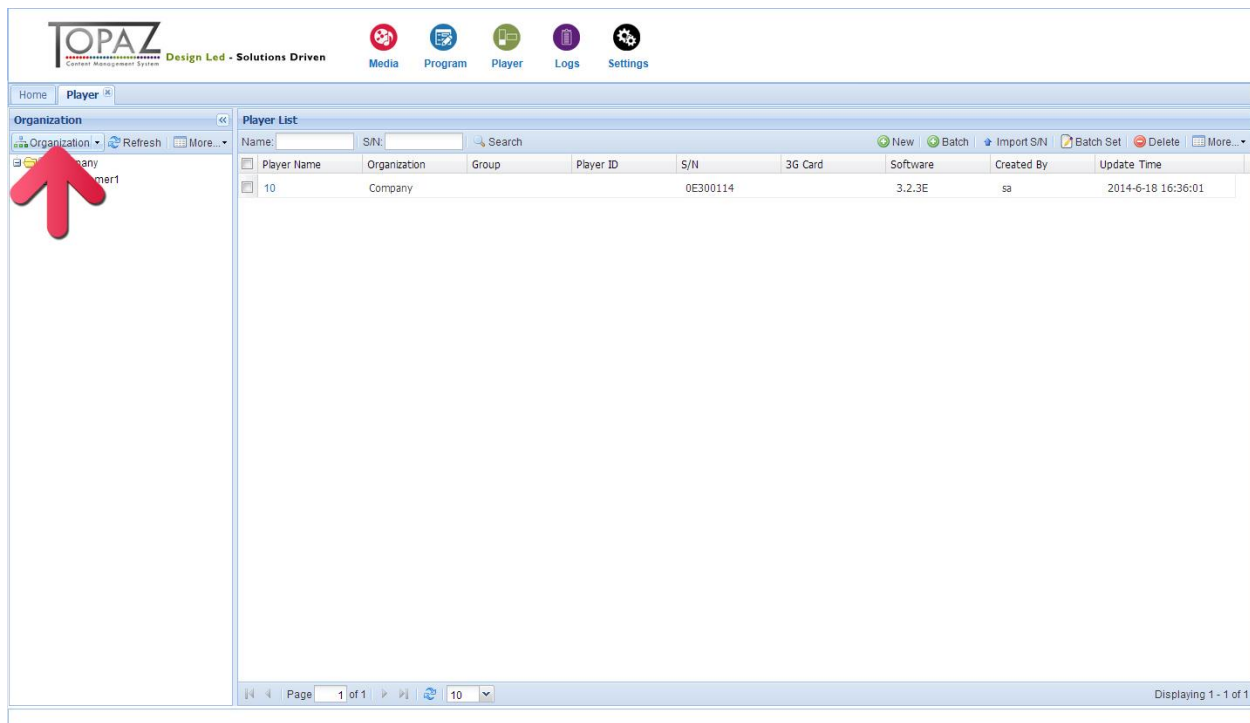 TOPAZ
Content Management System
Design Led - Solutions Driven
Media Program Player Logs Settings
Home Player
Organization
Organization Refresh More...
Player List
Name: S/N: Search New Batch Import S/N Batch Set Delete More...
Player Name Organization Group Player ID S/N 3G Card Software Created By Update Time
10 Company 0E300114 3.2.3E sa 2014-6-18 16:36:01
Page 1 of 1 10 Displaying 1 - 1 of 1